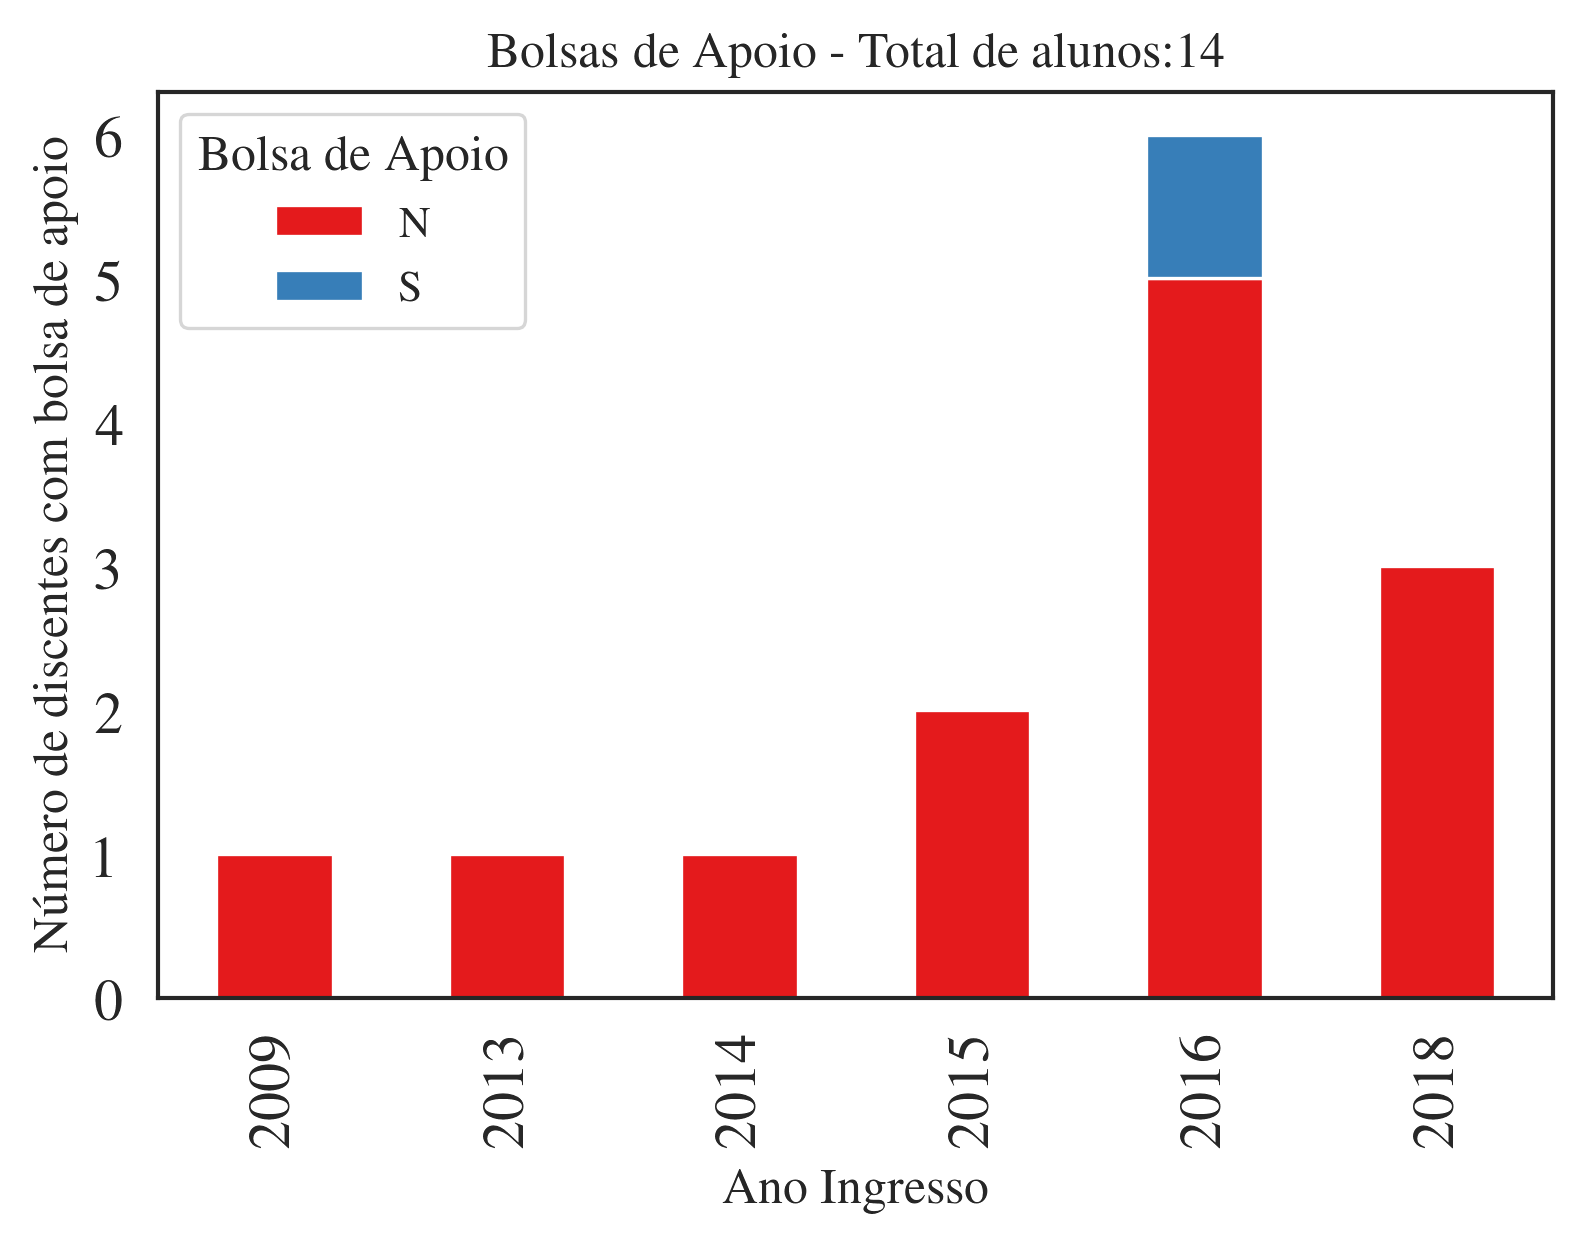 Bolsas de Apoio - Total de alunos:14
Número de discentes com bolsa de apoio
6
5
4
3
2
1
0
Bolsa de Apoio
N
S
2009
2013
2014
2015
2016
2018
Ano Ingresso